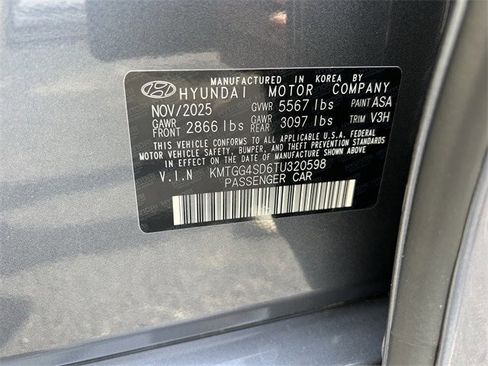 MANUFACTURED IN KOREA BY
HYUNDAI MOTOR COMPANY
NOV/2025 GVWR 5567 lbs PAINT ASA
GAWR FRONT 2866 lbs GAWR REAR 3097 lbs TRIM V3H
THIS VEHICLE CONFORMS TO ALL APPLICABLE U.S.A. FEDERAL
MOTOR VEHICLE SAFETY, BUMPER, AND THEFT PREVENTION
STANDARDS IN EFFECT ON THE DATE OF MANUFACTURE
SHOWN ABOVE.
V.I.N KMTGG4SD6TU320598
PASSENGER CAR